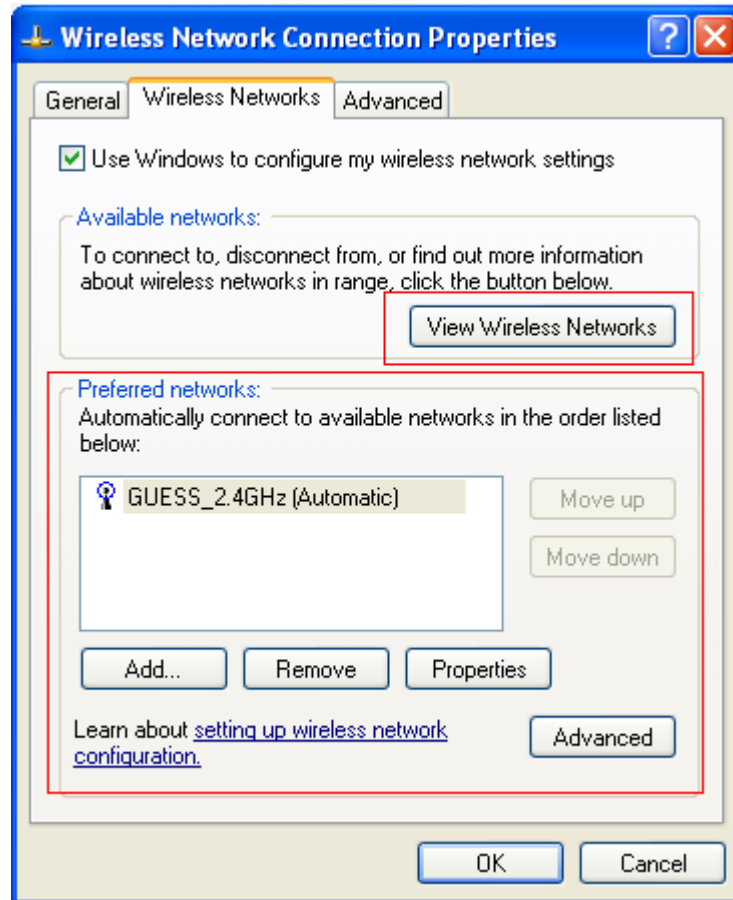 Wireless Network Connection Properties
General Wireless Networks Advanced
Use Windows to configure my wireless network settings
Available networks:
To connect to, disconnect from, or find out more information
about wireless networks in range, click the button below.
View Wireless Networks
Preferred networks:
Automatically connect to available networks in the order listed
below:
GUESS_2.4GHz (Automatic)
Move up
Move down
Add... Remove Properties
Learn about setting up wireless network
configuration.
Advanced
OK Cancel